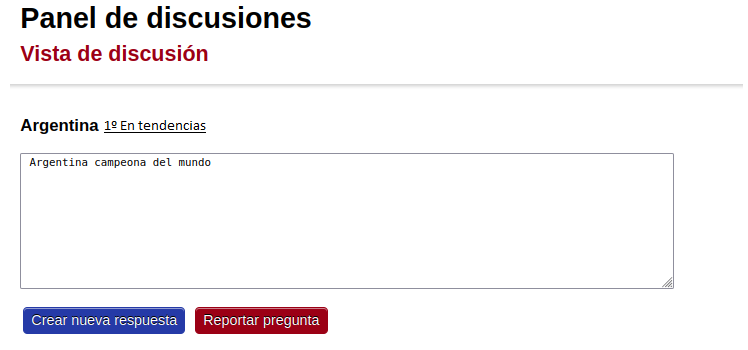 Panel de discusiones
Vista de discusión
Argentina 1º En tendencias
Argentina campeona del mundo
Crear nueva respuesta Reportar pregunta